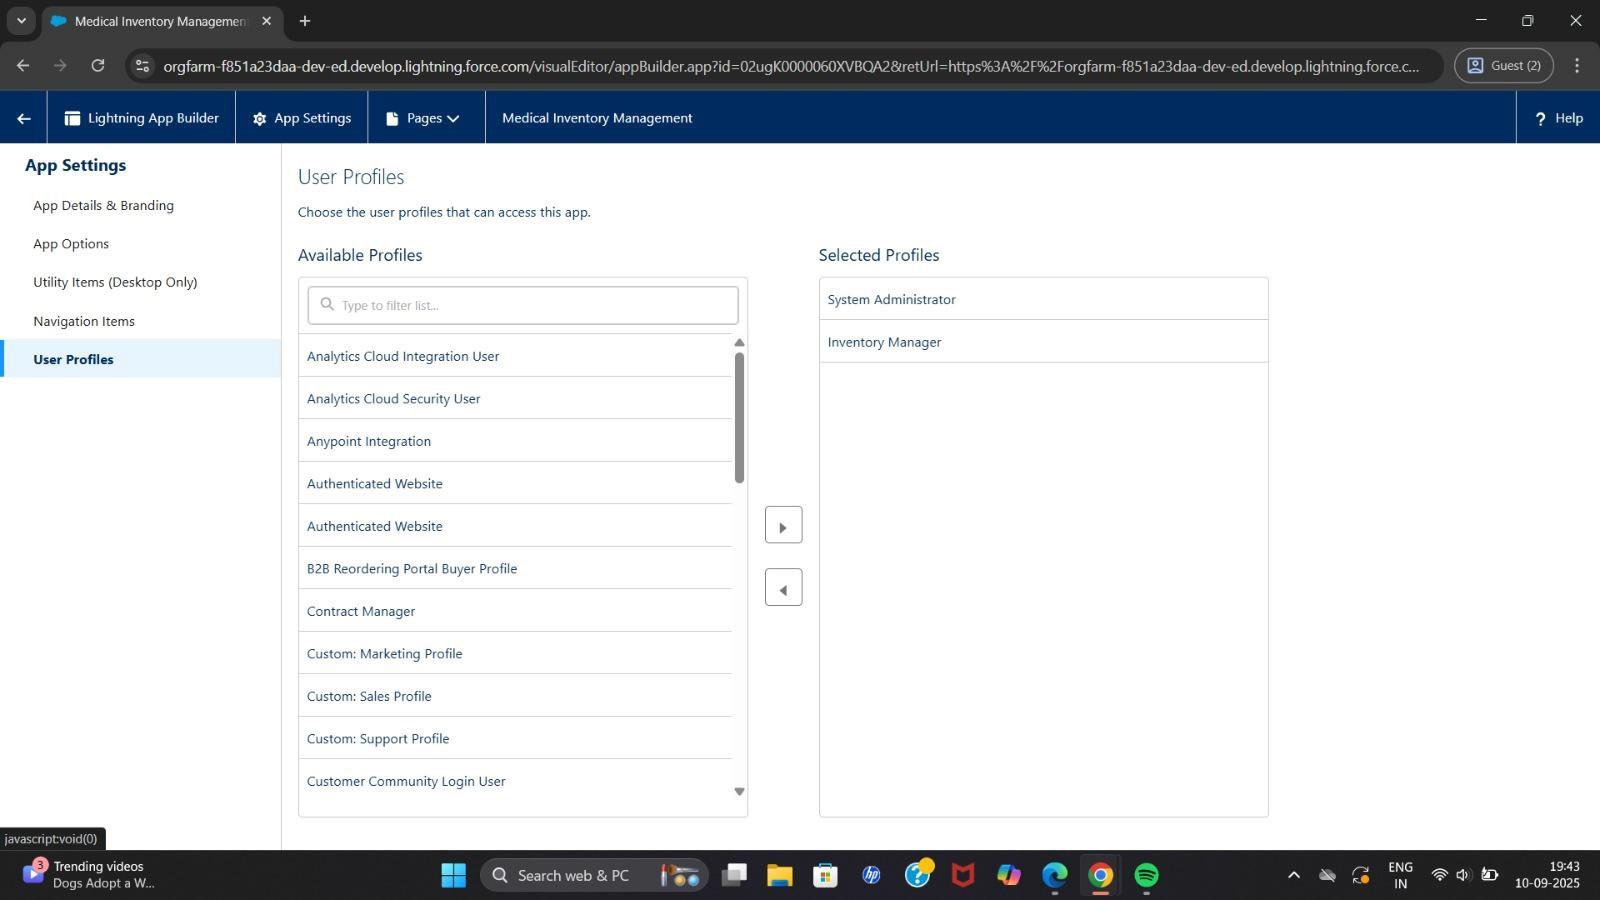 Medical Inventory Managemen
orgfarm-f851a23daa-dev-ed.develop.lightning.force.com/visualEditor/appBuilder.app?id=02ugK0000060XVBQA2&retUrl=https%3A%2F%2Forgfarm-f851a23daa-dev-ed.develop.lightning.force.c...
Guest (2)
Lightning App Builder
App Settings
Pages
Medical Inventory Management
? Help
App Settings
App Details & Branding
App Options
Utility Items (Desktop Only)
Navigation Items
User Profiles
User Profiles
Choose the user profiles that can access this app.
Available Profiles
Type to filter list...
Analytics Cloud Integration User
Analytics Cloud Security User
Anypoint Integration
Authenticated Website
Authenticated Website
B2B Reordering Portal Buyer Profile
Contract Manager
Custom: Marketing Profile
Custom: Sales Profile
Custom: Support Profile
Customer Community Login User
Selected Profiles
System Administrator
Inventory Manager
javascript:void(0)
3
Trending videos
Dogs Adopt a W...
Search web & PC
hp
ENG
IN
19:43
10-09-2025